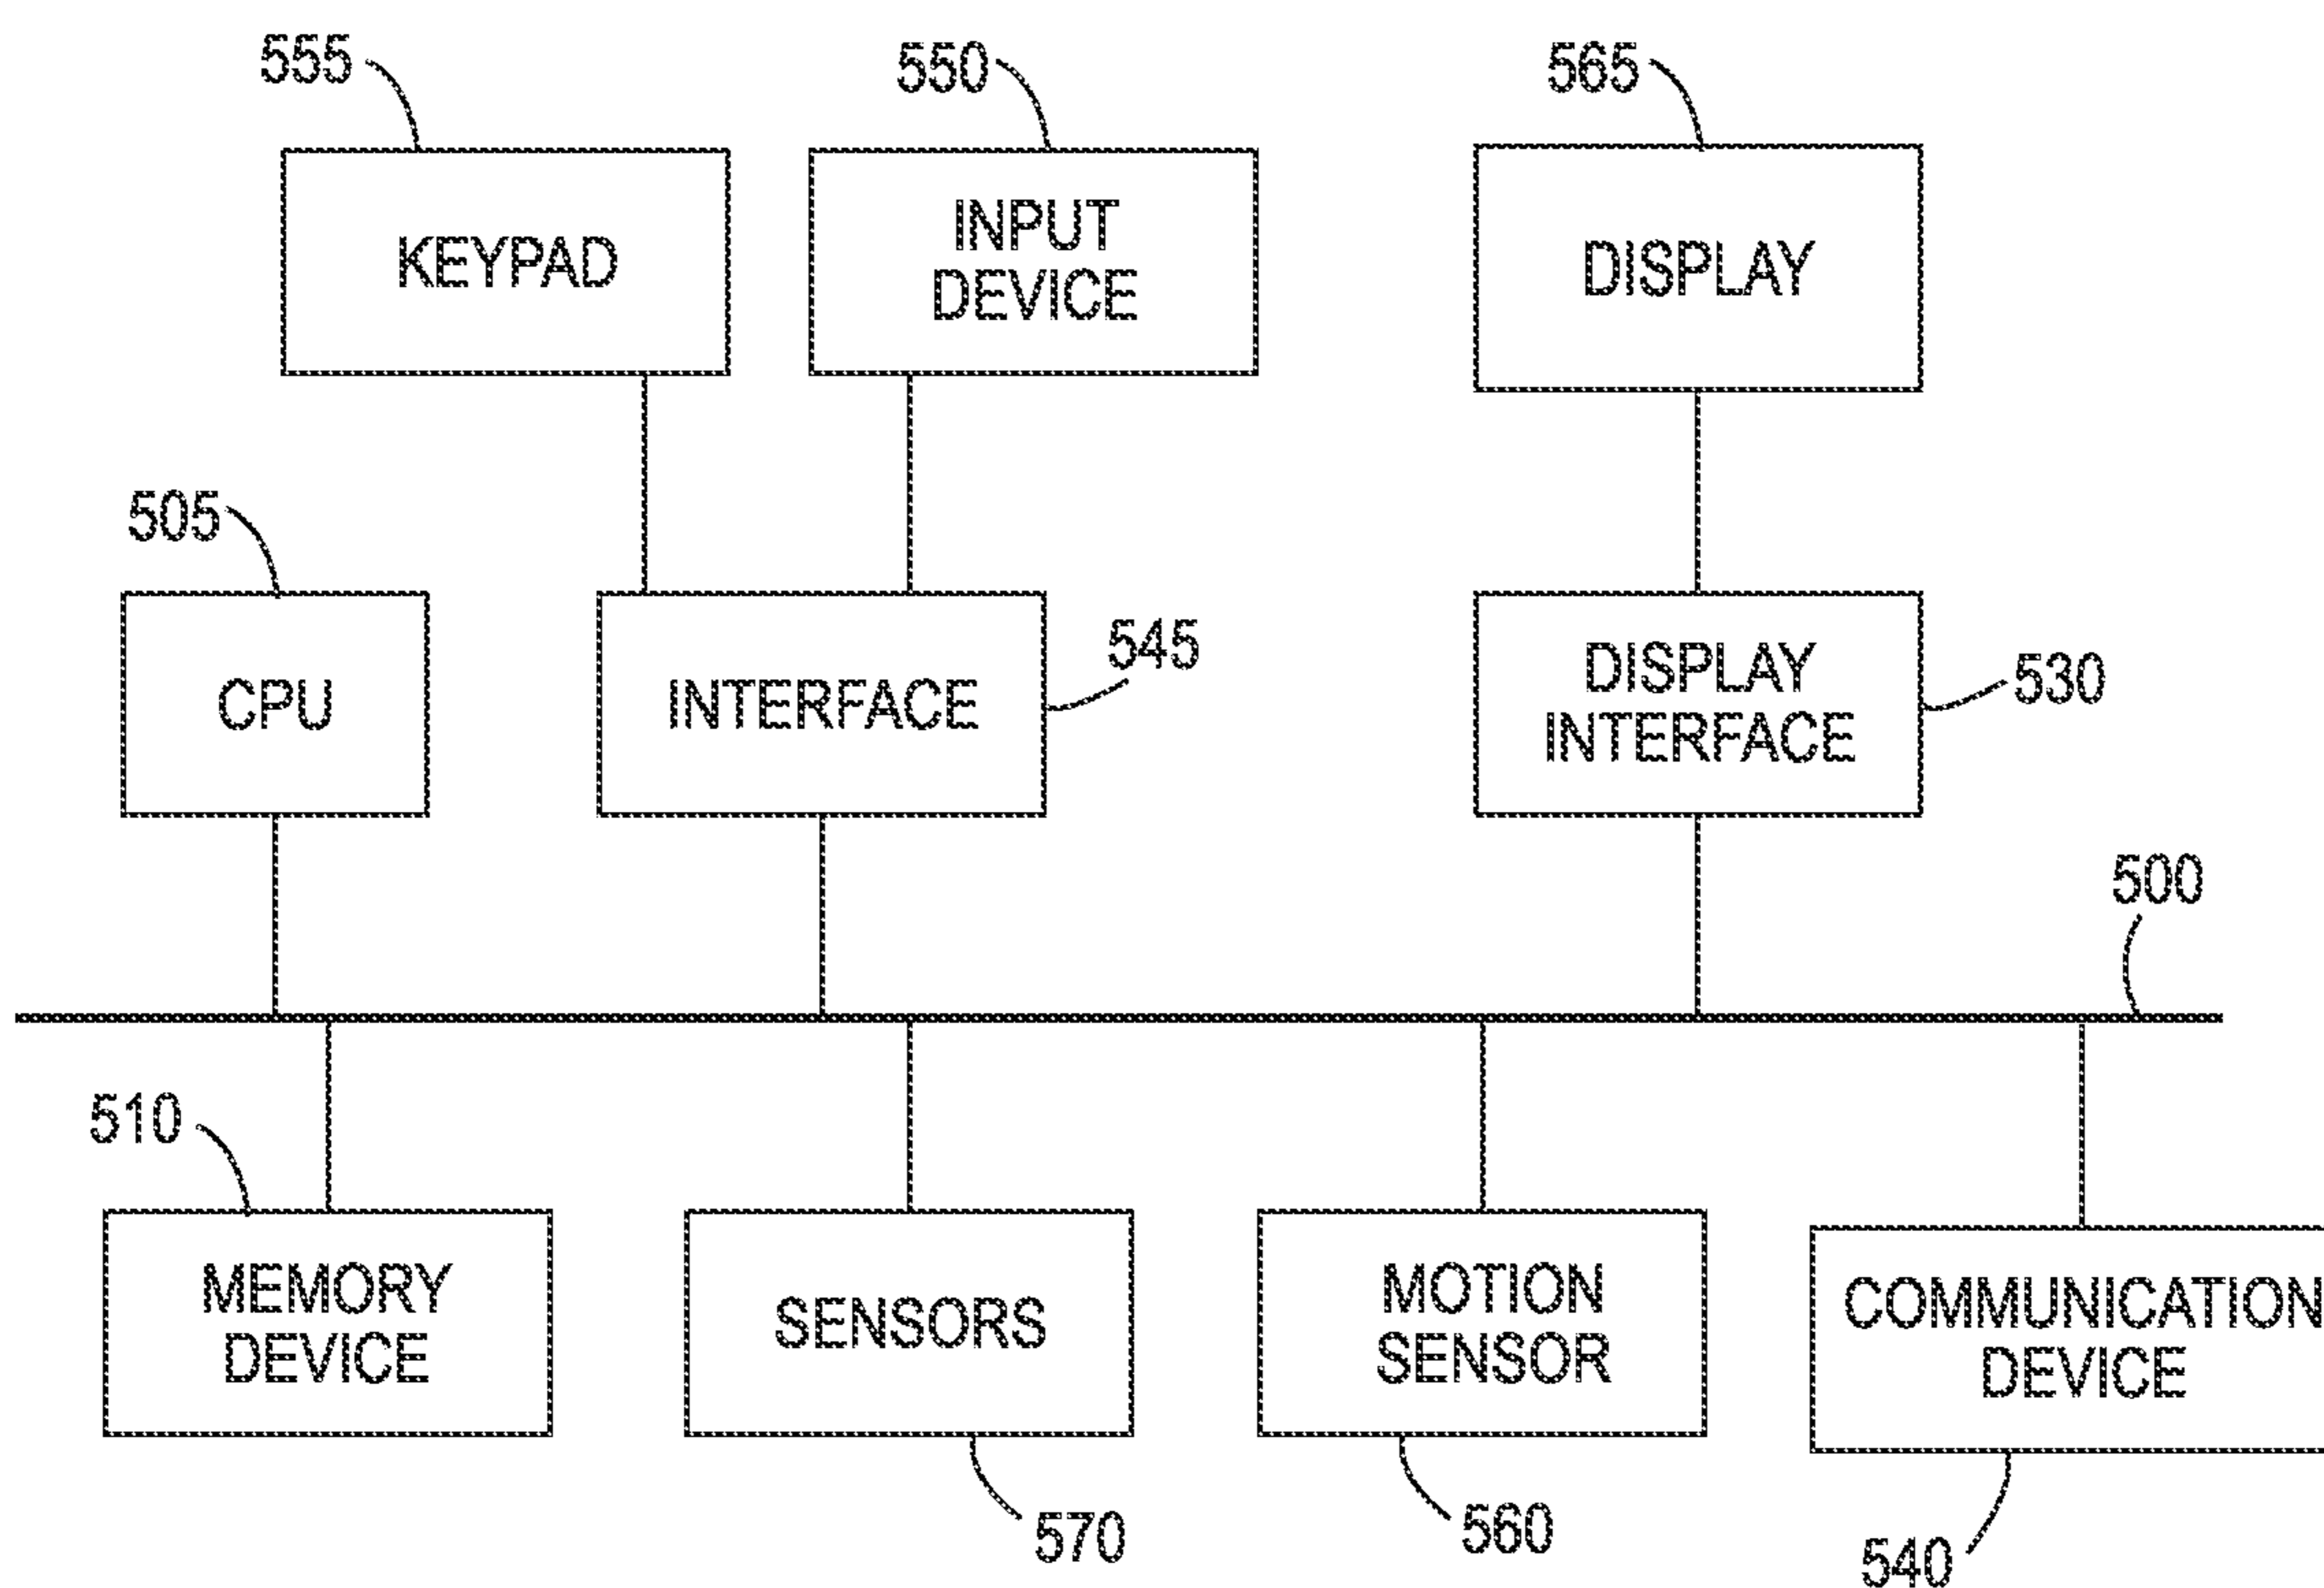 555
550
565
KEYPAD
INPUT
DEVICE
DISPLAY
505
CPU
INTERFACE
545
DISPLAY
INTERFACE
530
500
510
MEMORY
DEVICE
SENSORS
MOTION
SENSOR
COMMUNICATION
DEVICE
570
560
540